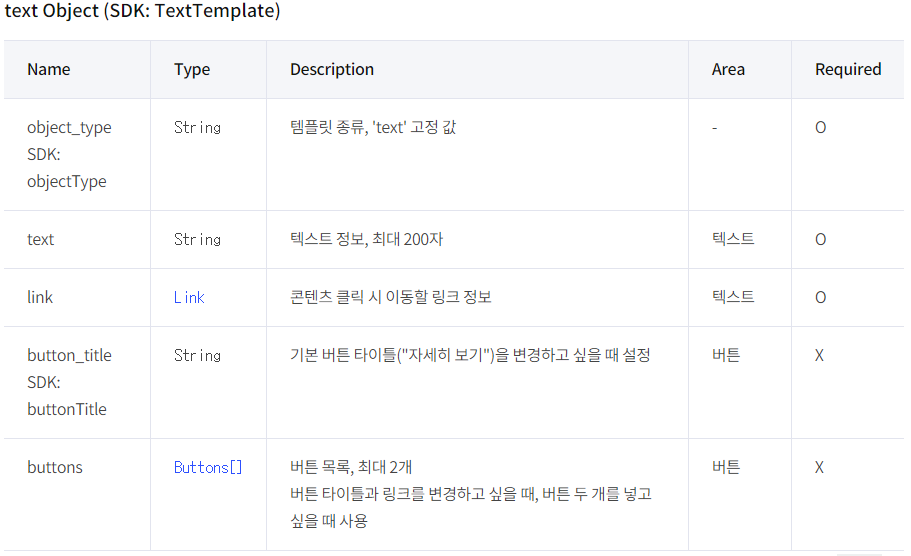 text Object (SDK: TextTemplate)
Name Type Description Area Required
object_type String 템플릿 종류, 'text' 고정 값 - O
SDK:
objectType
text String 텍스트 정보, 최대 200자 텍스트 O
link Link 콘텐츠 클릭 시 이동할 링크 정보 텍스트 O
button_title String 기본 버튼 타이틀("자세히 보기")을 변경하고 싶을 때 설정 버튼 X
SDK:
buttonTitle
buttons Buttons[] 버튼 목록, 최대 2개 버튼 X
버튼 타이틀과 링크를 변경하고 싶을 때, 버튼 두 개를 넣고
싶을 때 사용